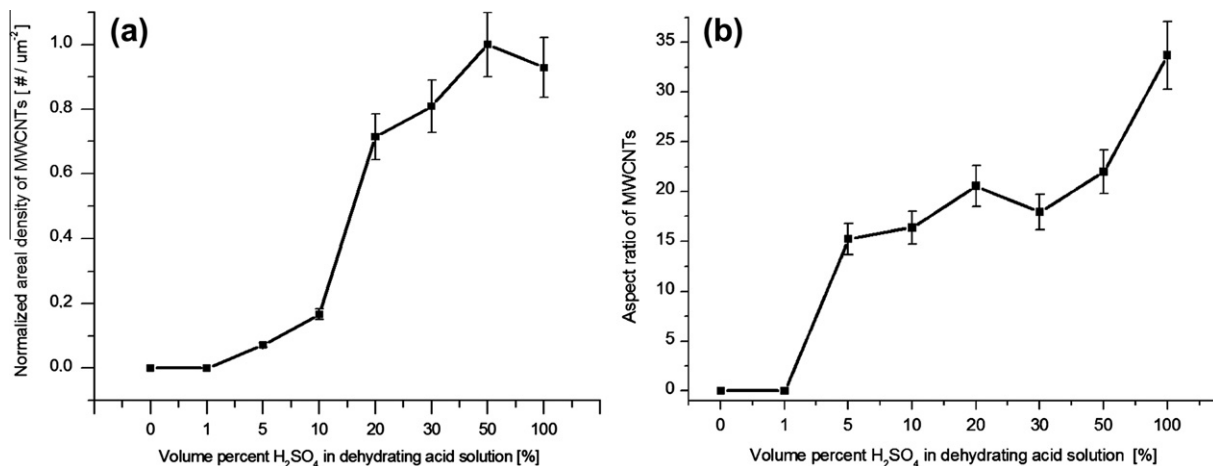 (a)
Normalized areal density of MWCNTs [ # / um⁻² ]
1.0
0.8
0.6
0.4
0.2
0.0
0 1 5 10 20 30 50 100
Volume percent H₂SO₄ in dehydrating acid solution [%]
(b)
Aspect ratio of MWCNTs
35
30
25
20
15
10
5
0
0 1 5 10 20 30 50 100
Volume percent H₂SO₄ in dehydrating acid solution [%]